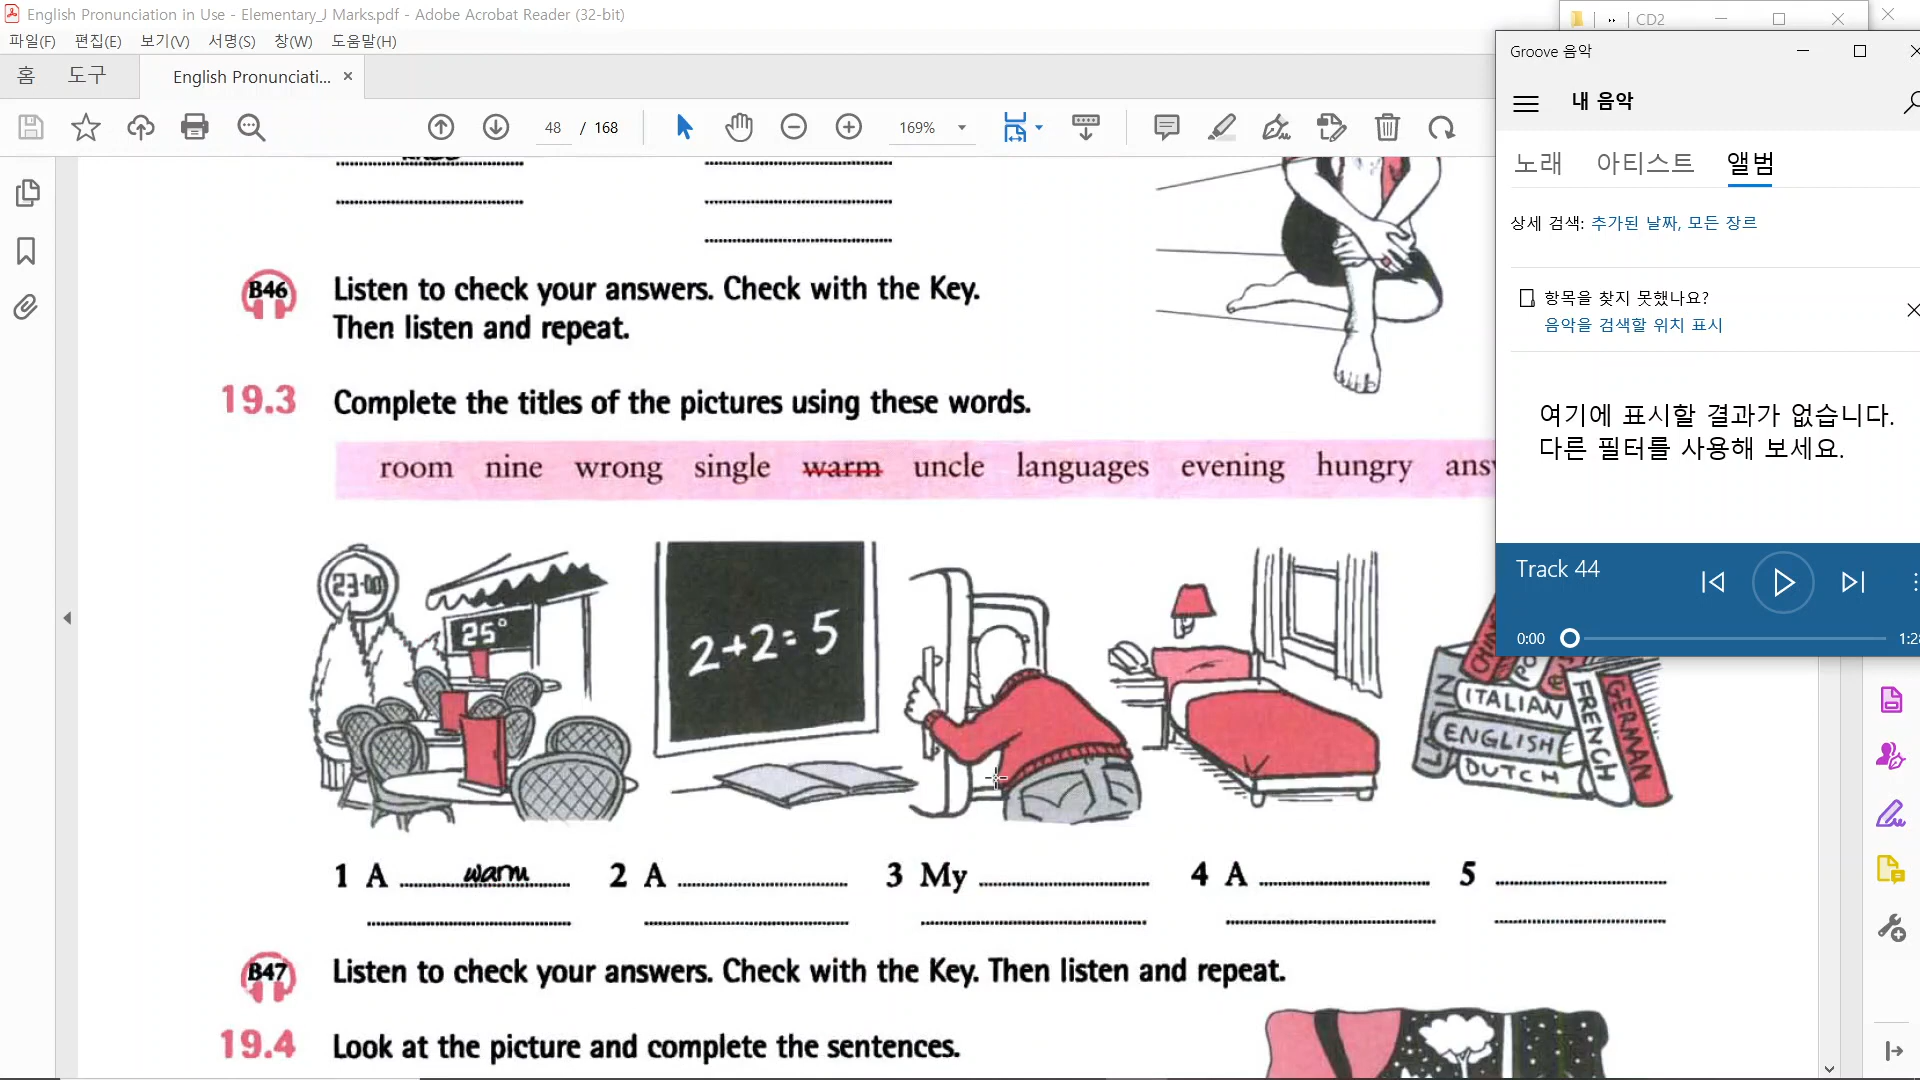 English Pronunciation in Use - Elementary_J Marks.pdf - Adobe Acrobat Reader (32-bit)
CD2
파일(F) 편집(E) 보기(V) 서명(S) 창(W) 도움말(H)
홈 도구 English Pronunciati...
48 / 168 169%
Groove 음악
내 음악
노래 아티스트 앨범
상세 검색: 추가된 날짜, 모든 장르
항목을 찾지 못했나요?
음악을 검색할 위치 표시
여기에 표시할 결과가 없습니다.
다른 필터를 사용해 보세요.
Track 44
0:00
B46 Listen to check your answers. Check with the Key.
Then listen and repeat.
19.3 Complete the titles of the pictures using these words.
room nine wrong single warm uncle languages evening hungry
23:00
25°
2+2=5
ITALIAN
ENGLISH
DUTCH
FRENCH
GERMAN
1 A warm 2 A 3 My 4 A 5
B47 Listen to check your answers. Check with the Key. Then listen and repeat.
19.4 Look at the picture and complete the sentences.